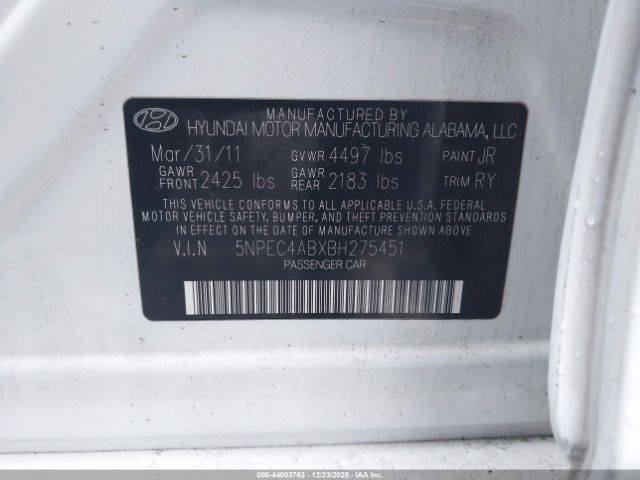 MANUFACTURED BY
HYUNDAI MOTOR MANUFACTURING ALABAMA, LLC
Mar/31/11 GVWR 4497 lbs PAINT JR
GAWR FRONT 2425 lbs GAWR REAR 2183 lbs TRIM RY
THIS VEHICLE CONFORMS TO ALL APPLICABLE U.S.A. FEDERAL
MOTOR VEHICLE SAFETY, BUMPER, AND THEFT PREVENTION STANDARDS
IN EFFECT ON THE DATE OF MANUFACTURE SHOWN ABOVE.
V.I.N 5NPEC4ABXBH275451
PASSENGER CAR
000-44003763 - 12/23/2025 - IAAI.COM